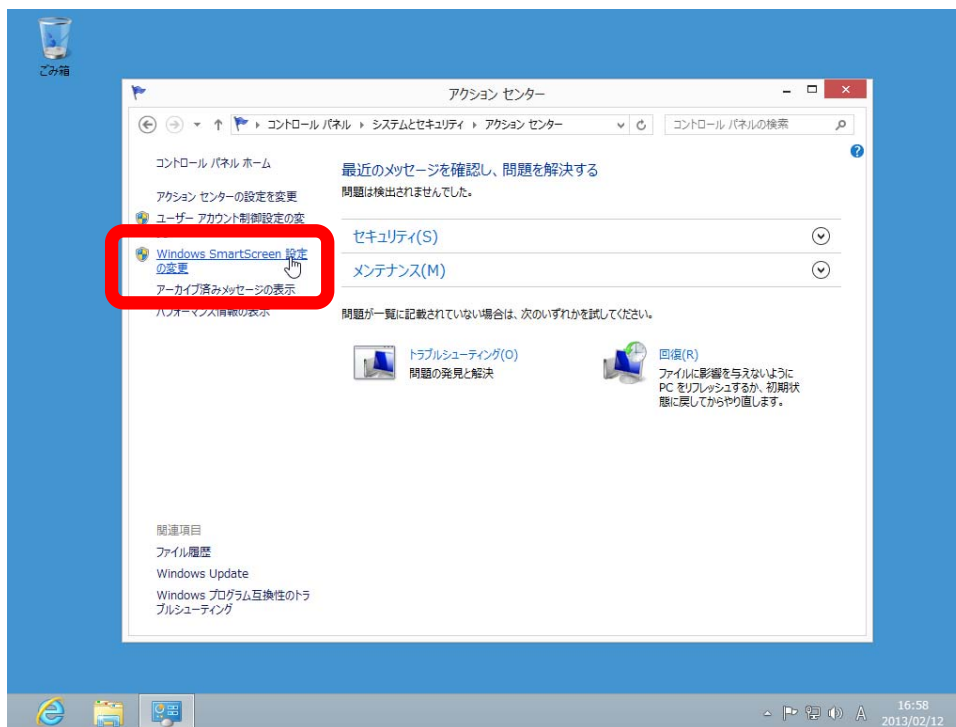 ごみ箱
アクション センター
コントロール パネル システムとセキュリティ アクション センター
コントロール パネルの検索
コントロール パネル ホーム
アクション センターの設定を変更
ユーザー アカウント制御設定の変
Windows SmartScreen 設定
の変更
アーカイブ済みメッセージの表示
パフォーマンス情報の表示
最近のメッセージを確認し、問題を解決する
問題は検出されませんでした。
セキュリティ(S)
メンテナンス(M)
問題が一覧に記載されていない場合は、次のいずれかを試してください。
トラブルシューティング(O)
問題の発見と解決
回復(R)
ファイルに影響を与えないように
PC をリフレッシュするか、初期状
態に戻してからやり直します。
関連項目
ファイル履歴
Windows Update
Windows プログラム互換性のトラ
ブルシューティング
A
16:58
2013/02/12